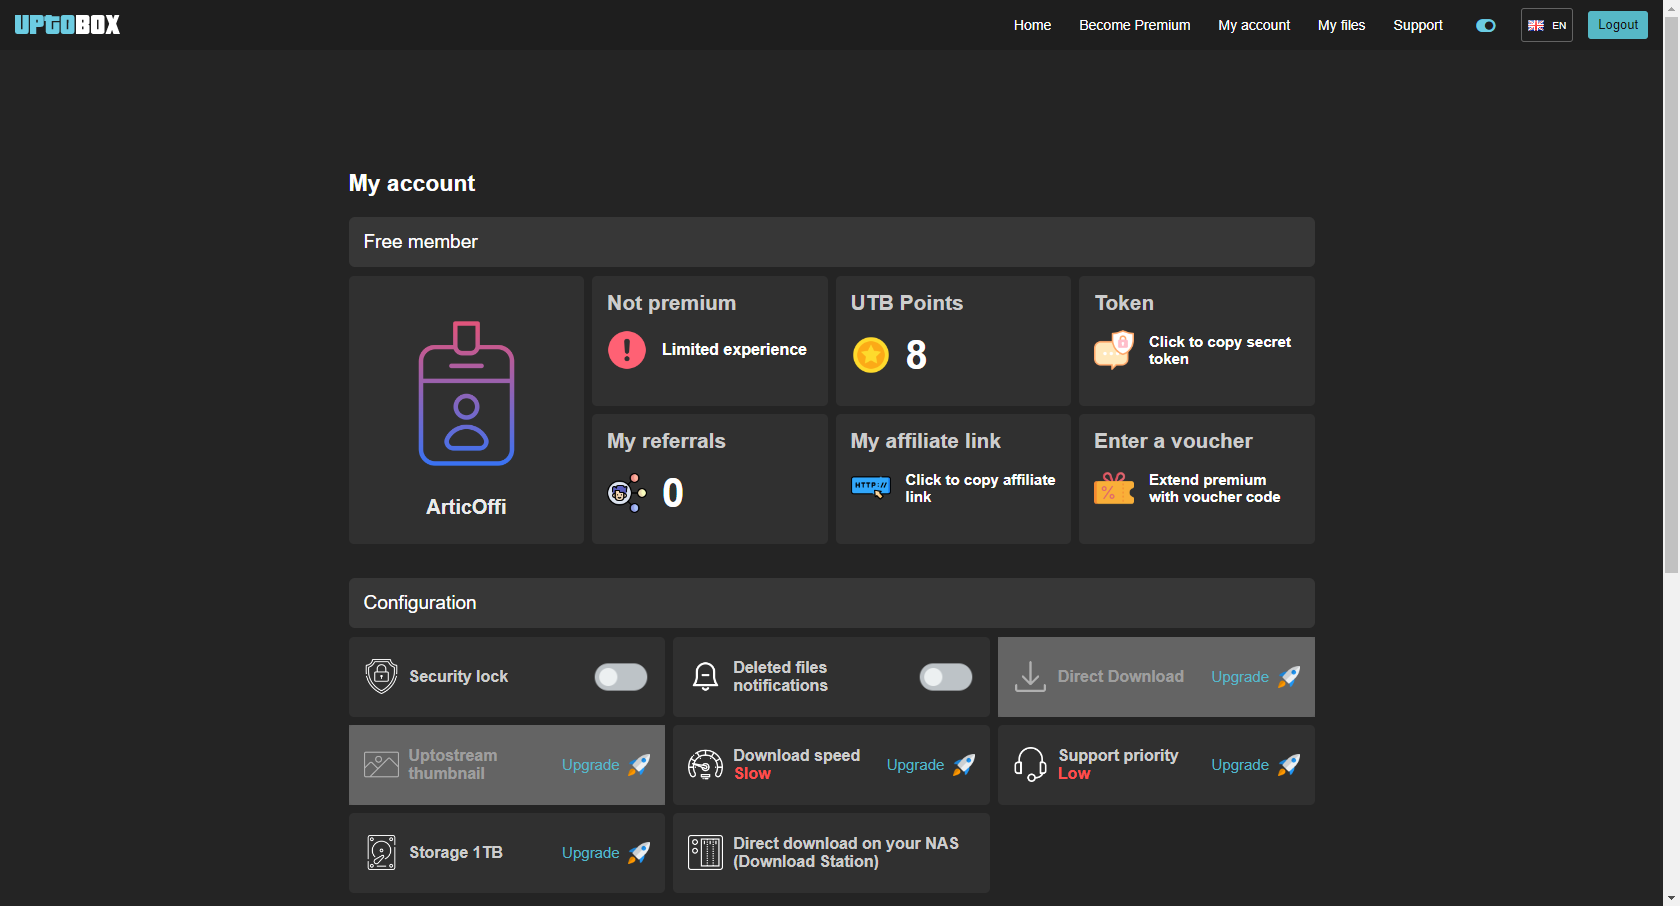 UPTOBOX
Home
Become Premium
My account
My files
Support
EN
Logout
My account
Free member
ArticOffi
Not premium
Limited experience
UTB Points
8
Token
Click to copy secret
token
My referrals
0
My affiliate link
HTTP://
Click to copy affiliate
link
Enter a voucher
Extend premium
with voucher code
Configuration
Security lock
Deleted files
notifications
Direct Download
Upgrade
Uptostream
thumbnail
Upgrade
Download speed
Slow
Upgrade
Support priority
Low
Upgrade
Storage 1TB
Upgrade
Direct download on your NAS
(Download Station)